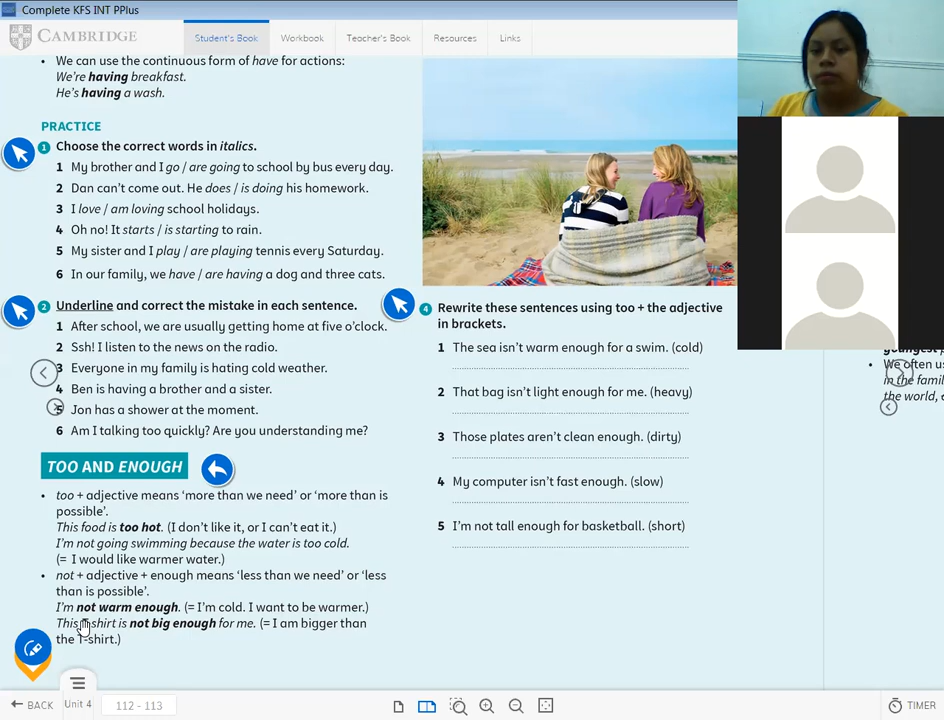 Complete KFS INT PPlus
CAMBRIDGE
Student's Book
Workbook
Teacher's Book
Resources
Links
• We can use the continuous form of have for actions:
We're having breakfast.
He's having a wash.
PRACTICE
1 Choose the correct words in italics.
1 My brother and I go / are going to school by bus every day.
2 Dan can't come out. He does / is doing his homework.
3 I love / am loving school holidays.
4 Oh no! It starts / is starting to rain.
5 My sister and I play / are playing tennis every Saturday.
6 In our family, we have / are having a dog and three cats.
2 Underline and correct the mistake in each sentence.
1 After school, we are usually getting home at five o'clock.
2 Ssh! I listen to the news on the radio.
3 Everyone in my family is hating cold weather.
4 Ben is having a brother and a sister.
5 Jon has a shower at the moment.
6 Am I talking too quickly? Are you understanding me?
TOO AND ENOUGH
• too + adjective means 'more than we need' or 'more than is
possible'.
This food is too hot. (I don't like it, or I can't eat it.)
I'm not going swimming because the water is too cold.
(= I would like warmer water.)
• not + adjective + enough means 'less than we need' or 'less
than is possible'.
I'm not warm enough. (= I'm cold. I want to be warmer.)
This T-shirt is not big enough for me. (= I am bigger than
the T-shirt.)
4 Rewrite these sentences using too + the adjective
in brackets.
1 The sea isn't warm enough for a swim. (cold)
2 That bag isn't light enough for me. (heavy)
3 Those plates aren't clean enough. (dirty)
4 My computer isn't fast enough. (slow)
5 I'm not tall enough for basketball. (short)
youngest
• We often u
in the famil
the world,
BACK
Unit 4
112 - 113
TIMER